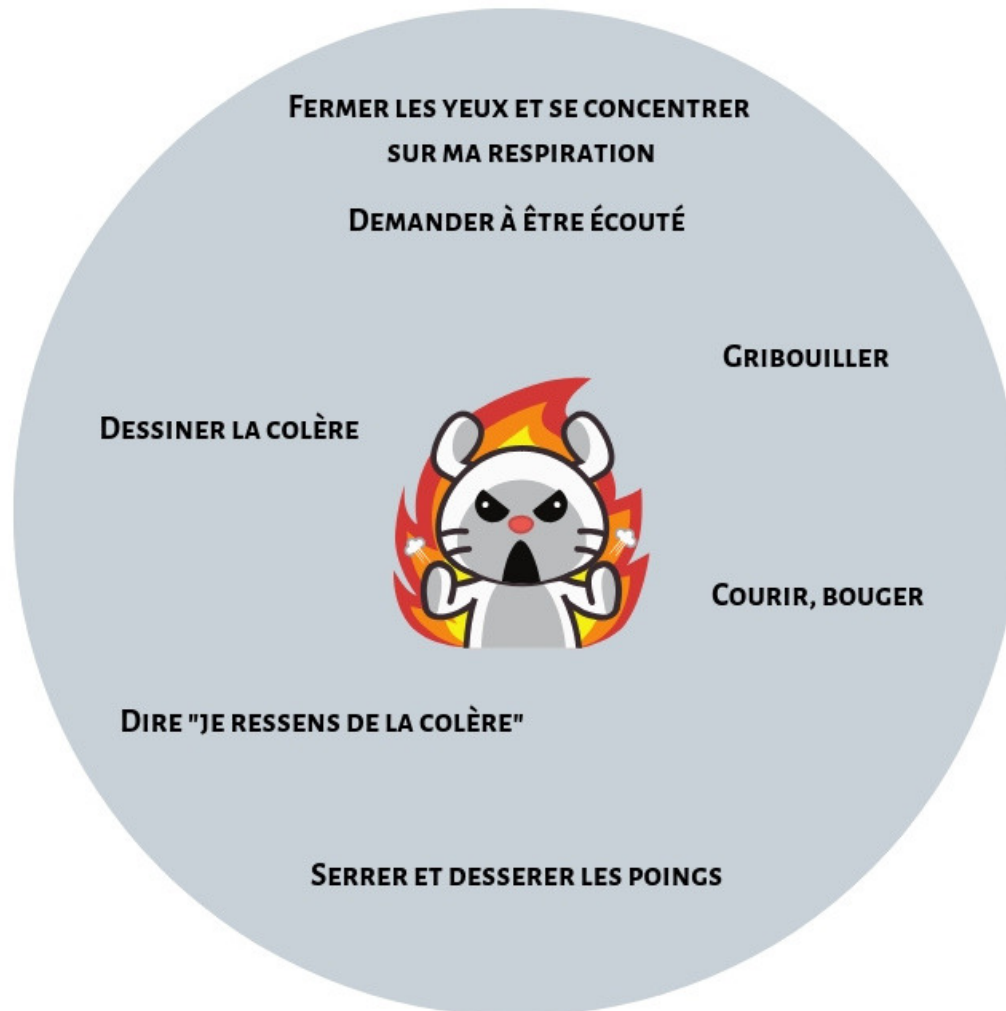 Fermer les yeux et se concentrer
sur ma respiration
Demander à être écouté
Gribouiller
Dessiner la colère
Courir, bouger
Dire "je ressens de la colère"
Serrer et desserer les poings